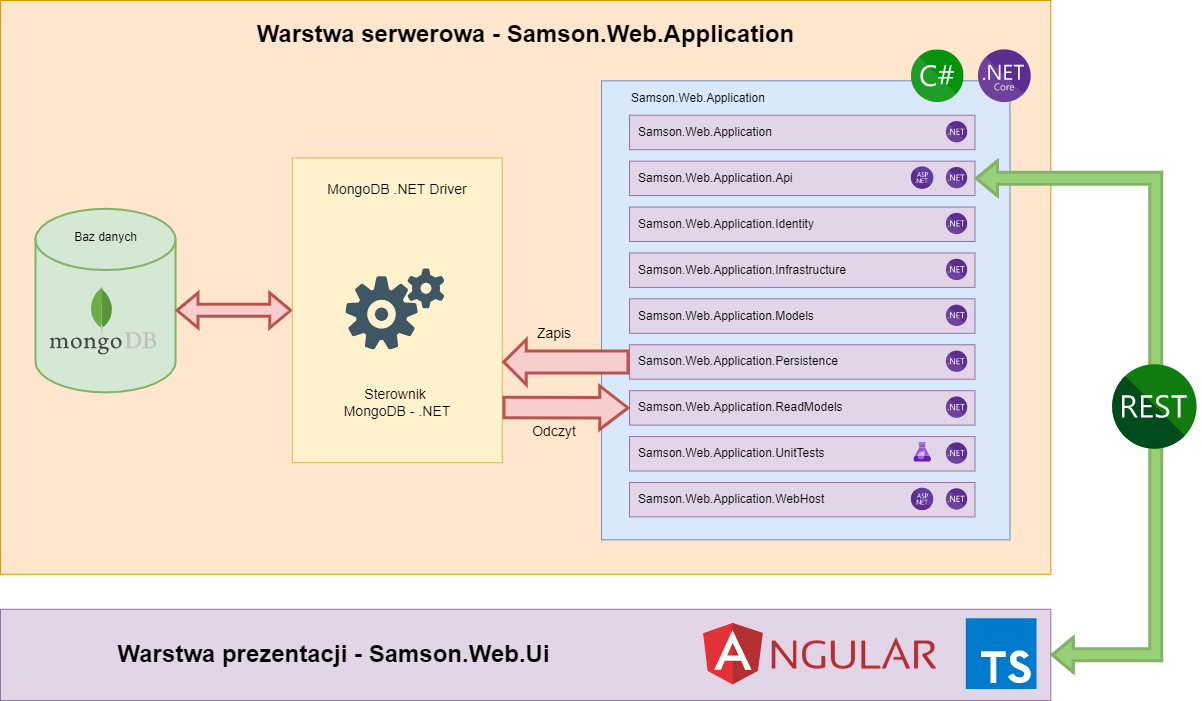 Warstwa serwerowa - Samson.Web.Application
C#
.NET
Core
Samson.Web.Application
Samson.Web.Application
.NET
Samson.Web.Application.Api
ASP
.NET
.NET
Samson.Web.Application.Identity
.NET
Samson.Web.Application.Infrastructure
.NET
Samson.Web.Application.Models
.NET
Samson.Web.Application.Persistence
.NET
Samson.Web.Application.ReadModels
.NET
Samson.Web.Application.UnitTests
.NET
Samson.Web.Application.WebHost
ASP
.NET
.NET
MongoDB .NET Driver
Sterownik
MongoDB - .NET
Baz danych
mongoDB
Zapis
Odczyt
REST
Warstwa prezentacji - Samson.Web.Ui
ANGULAR
TS